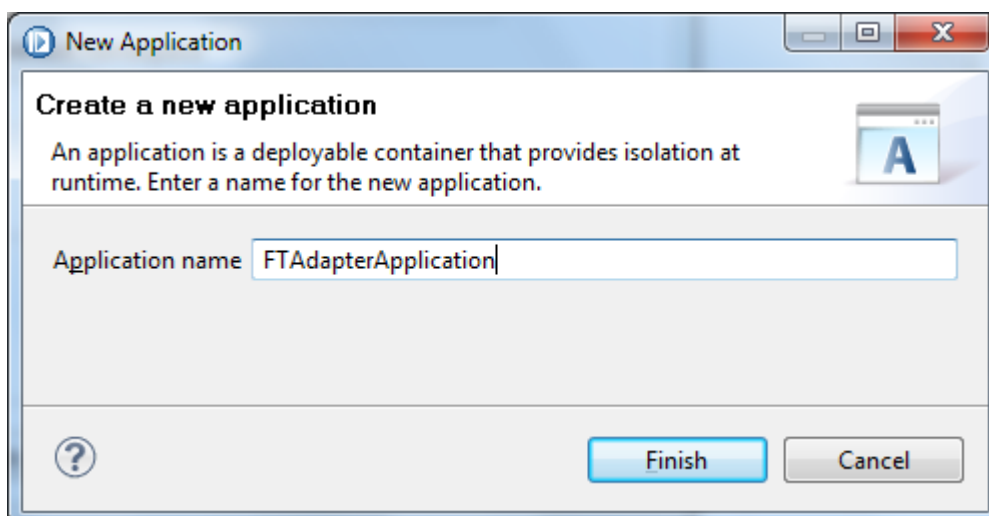 New Application
Create a new application
An application is a deployable container that provides isolation at
runtime. Enter a name for the new application.
A
Application name FTAdapterApplication
?
Finish Cancel